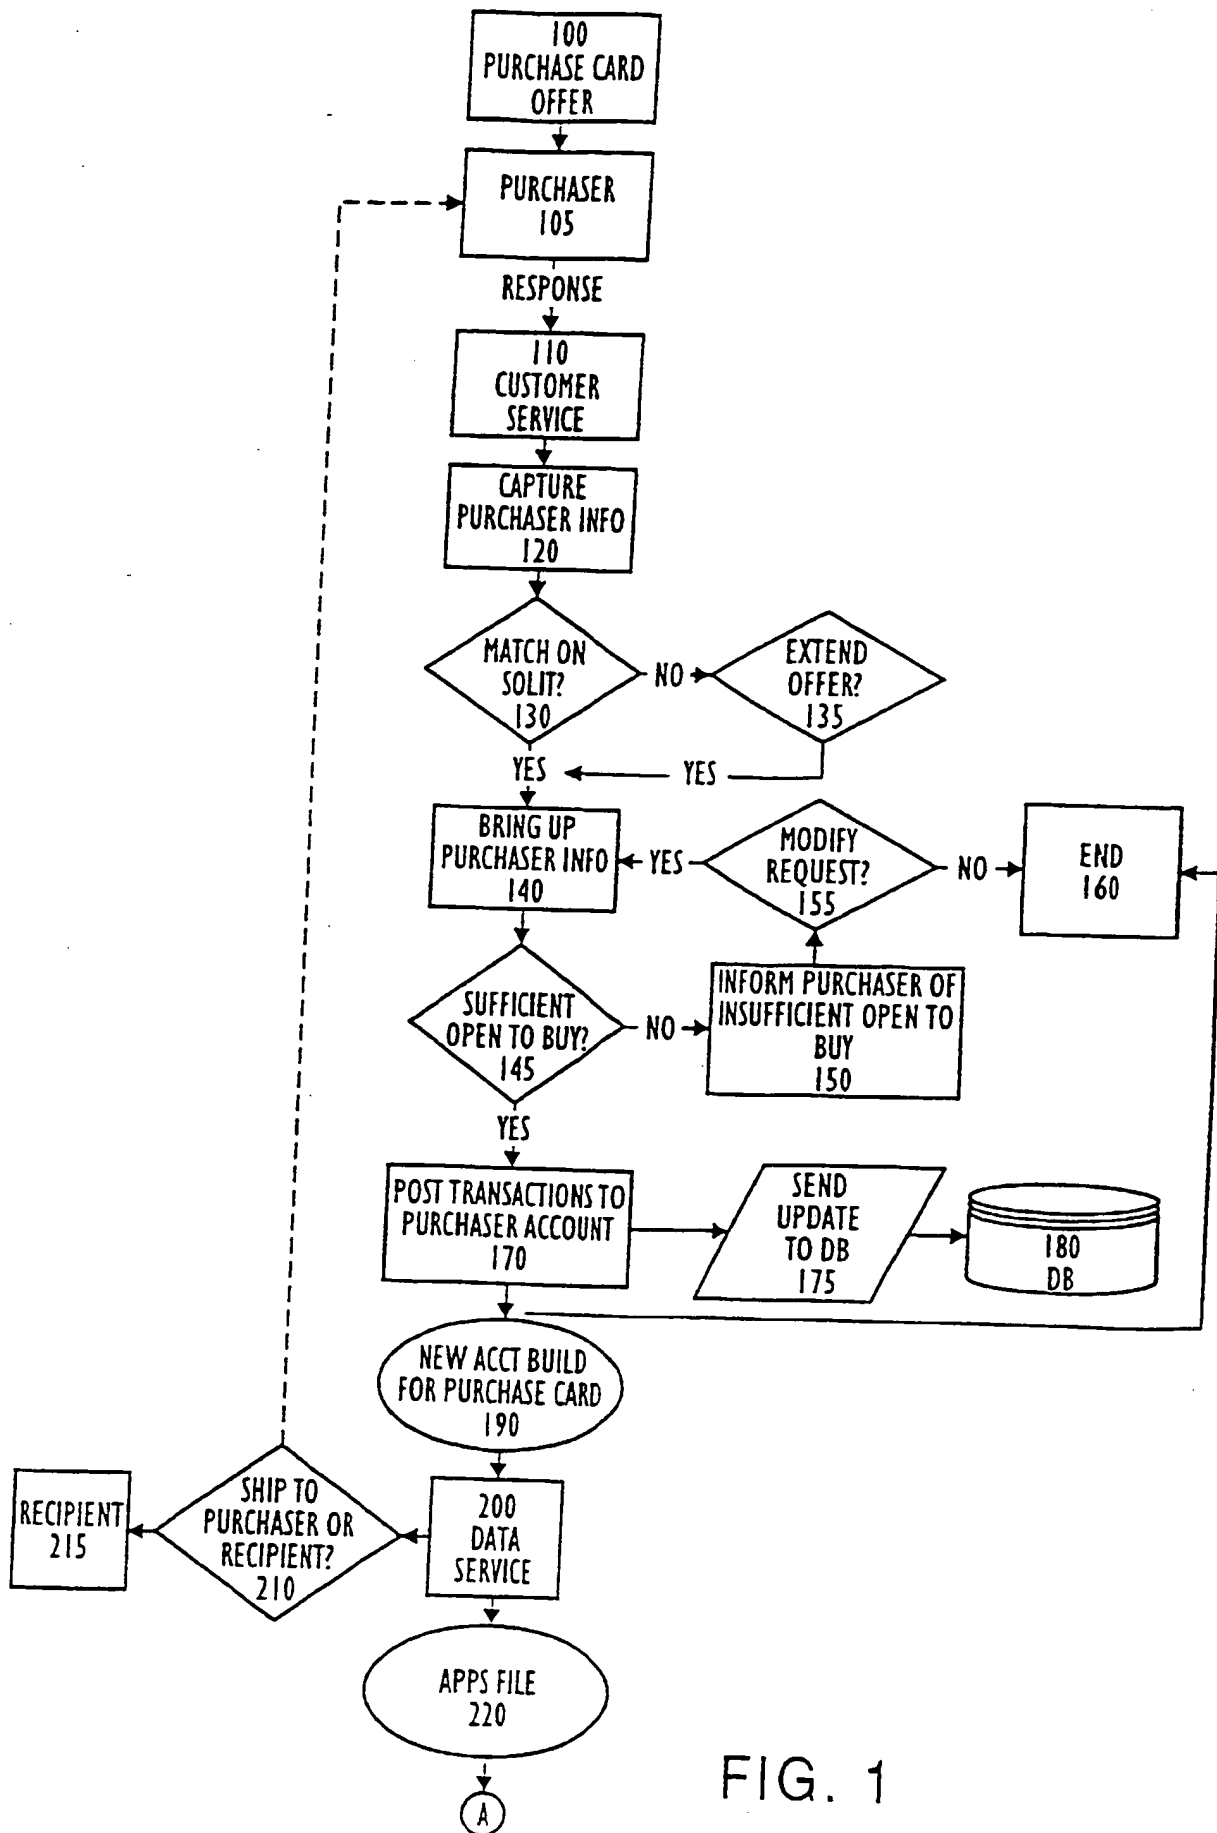 100
PURCHASE CARD
OFFER
PURCHASER
105
RESPONSE
110
CUSTOMER
SERVICE
CAPTURE
PURCHASER INFO
120
MATCH ON
SOLIT?
130
NO
EXTEND
OFFER?
135
YES
YES
BRING UP
PURCHASER INFO
140
YES
MODIFY
REQUEST?
155
NO
END
160
SUFFICIENT
OPEN TO BUY?
145
NO
INFORM PURCHASER OF
INSUFFICIENT OPEN TO
BUY
150
YES
POST TRANSACTIONS TO
PURCHASER ACCOUNT
170
SEND
UPDATE
TO DB
175
180
DB
NEW ACCT BUILD
FOR PURCHASE CARD
190
RECIPIENT
215
SHIP TO
PURCHASER OR
RECIPIENT?
210
200
DATA
SERVICE
APPS FILE
220
A
FIG. 1